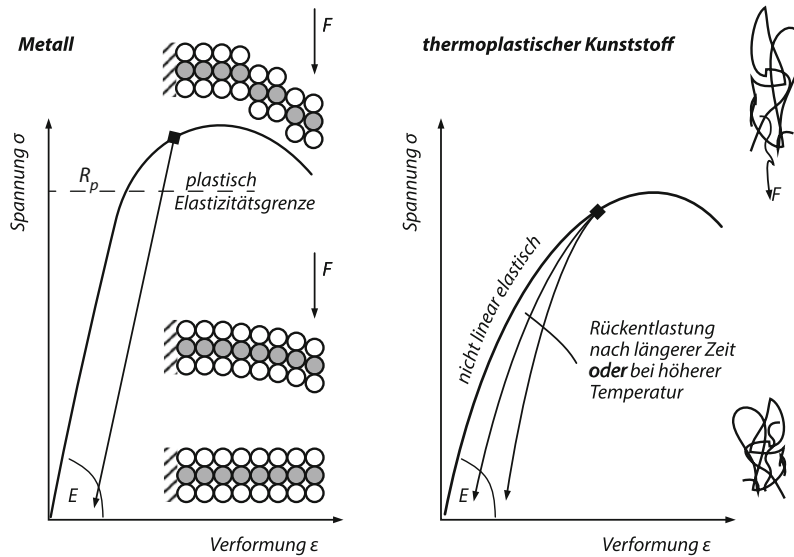 Metall
F
Spannung σ
R_p
plastisch
Elastizitätsgrenze
F
E
Verformung ε
thermoplastischer Kunststoff
F
Spannung σ
nicht linear elastisch
Rückentlastung
nach längerer Zeit
oder bei höherer
Temperatur
E
Verformung ε